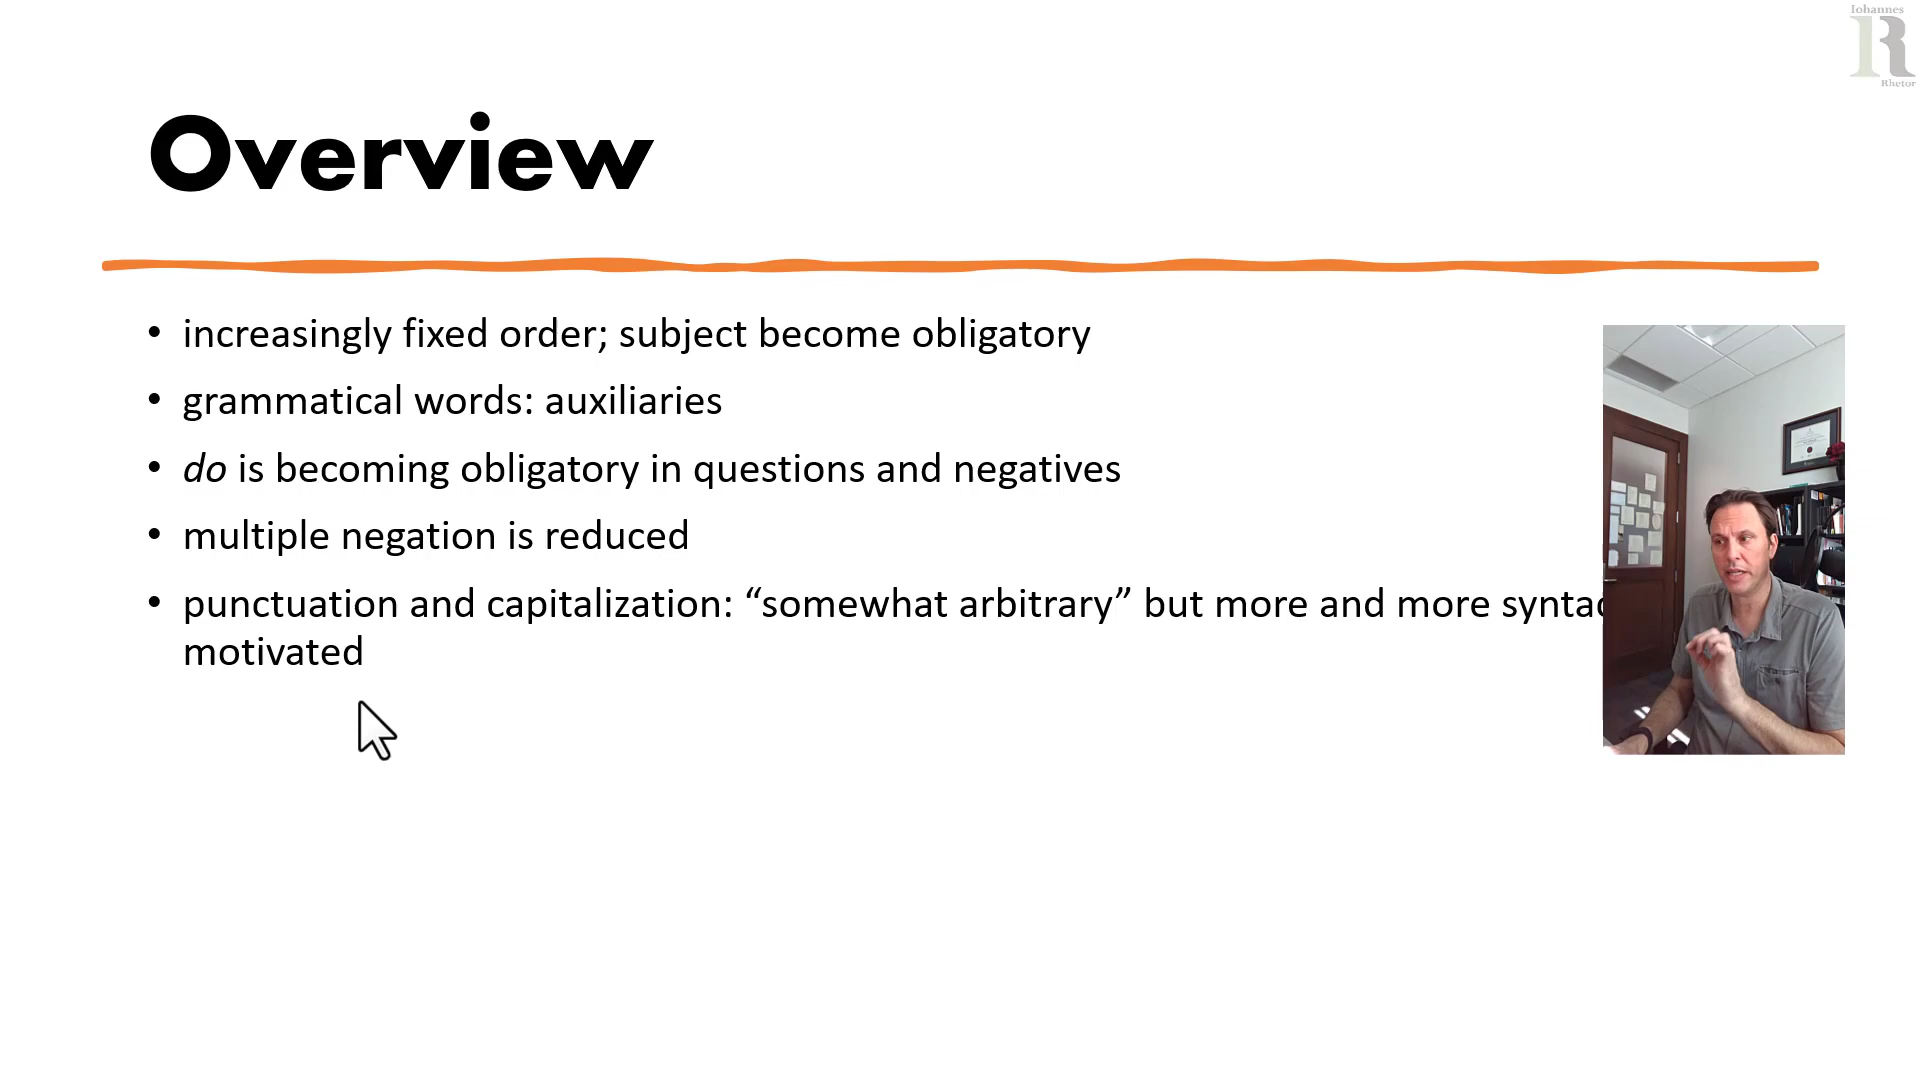 Iohannes
R
Rhetor
Overview
• increasingly fixed order; subject become obligatory
• grammatical words: auxiliaries
• do is becoming obligatory in questions and negatives
• multiple negation is reduced
• punctuation and capitalization: “somewhat arbitrary” but more and more
motivated